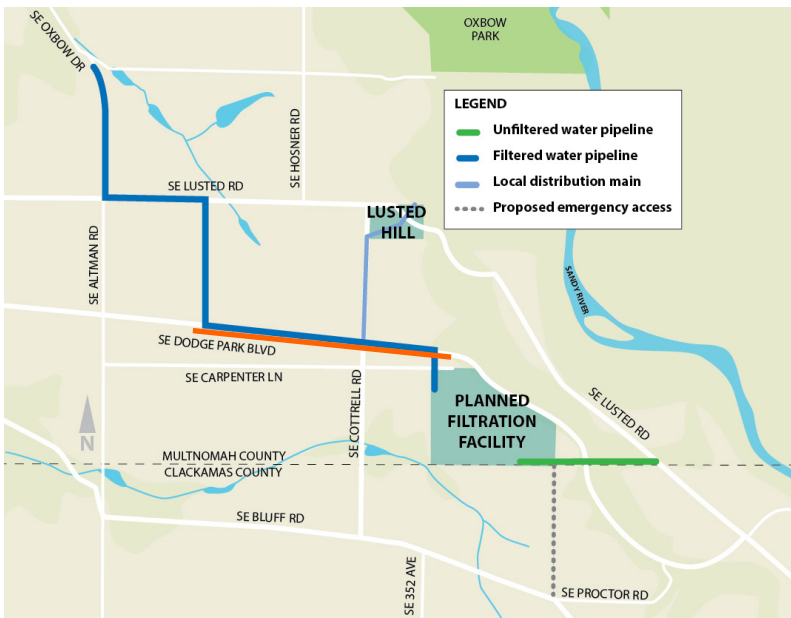 OXBOW
PARK
SE OXBOW DR
LEGEND
Unfiltered water pipeline
Filtered water pipeline
Local distribution main
Proposed emergency access
SE HOSNER RD
SE LUSTED RD
LUSTED
HILL
SE ALTMAN RD
SANDY RIVER
SE DODGE PARK BLVD
SE CARPENTER LN
SE COTTRELL RD
PLANNED
FILTRATION
FACILITY
SE LUSTED RD
N
MULTNOMAH COUNTY
CLACKAMAS COUNTY
SE BLUFF RD
SE 352 AVE
SE PROCTOR RD